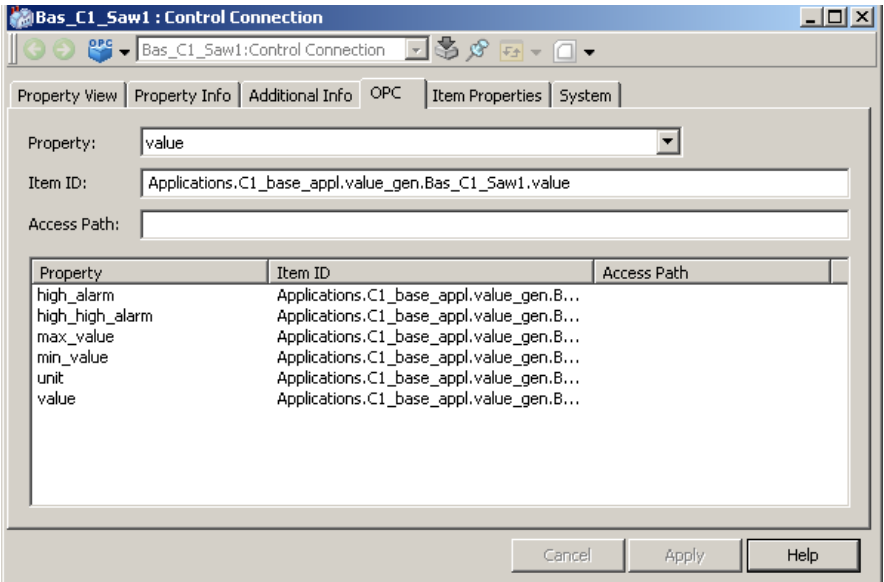 Bas_C1_Saw1 : Control Connection
OPC Bas_C1_Saw1:Control Connection
Property View Property Info Additional Info OPC Item Properties System
Property: value
Item ID: Applications.C1_base_appl.value_gen.Bas_C1_Saw1.value
Access Path:
Property Item ID Access Path
high_alarm Applications.C1_base_appl.value_gen.B...
high_high_alarm Applications.C1_base_appl.value_gen.B...
max_value Applications.C1_base_appl.value_gen.B...
min_value Applications.C1_base_appl.value_gen.B...
unit Applications.C1_base_appl.value_gen.B...
value Applications.C1_base_appl.value_gen.B...
Cancel Apply Help